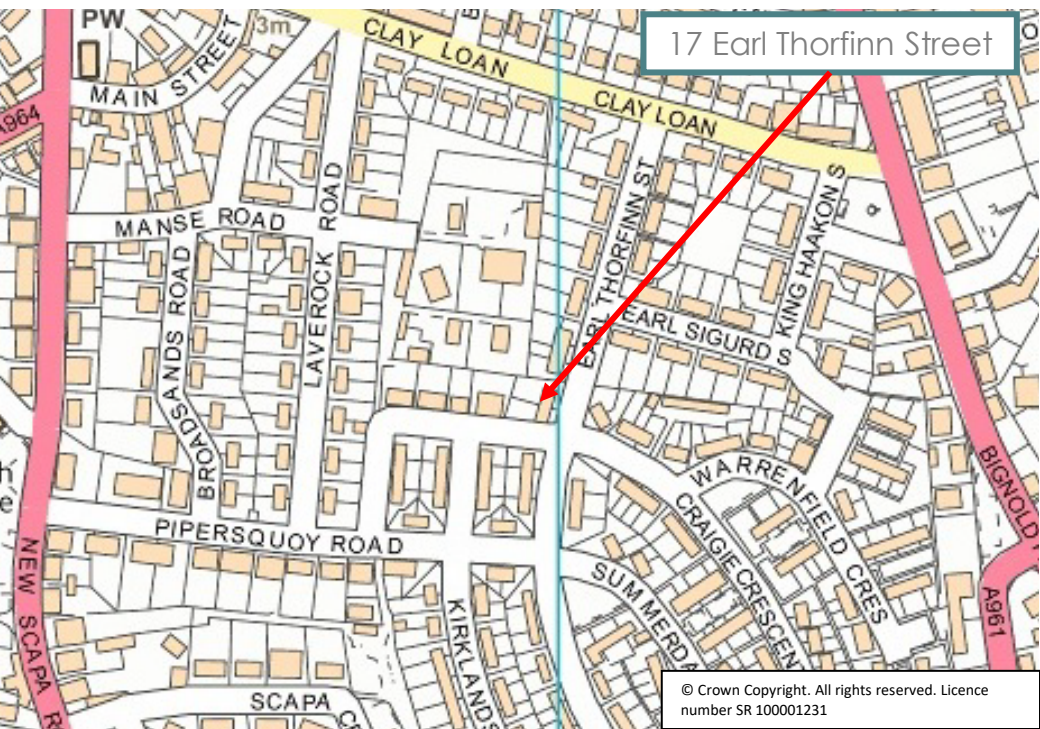 PW
3m
CLAY LOAN
17 Earl Thorfinn Street
MAIN STREET
CLAY LOAN
A964
EARL THORFINN ST
KING HAAKON S
MANSE ROAD
LAVEROCK ROAD
BROADSANDS ROAD
EARL SIGURD S
WARRENFIELD CRES
BIGNOLD
CRAIGIE CRESCEN
PIPERSQUOY ROAD
NEW SCAPA R
SUMMERDA
KIRKLANDS
A961
SCAPA C
© Crown Copyright. All rights reserved. Licence
number SR 100001231